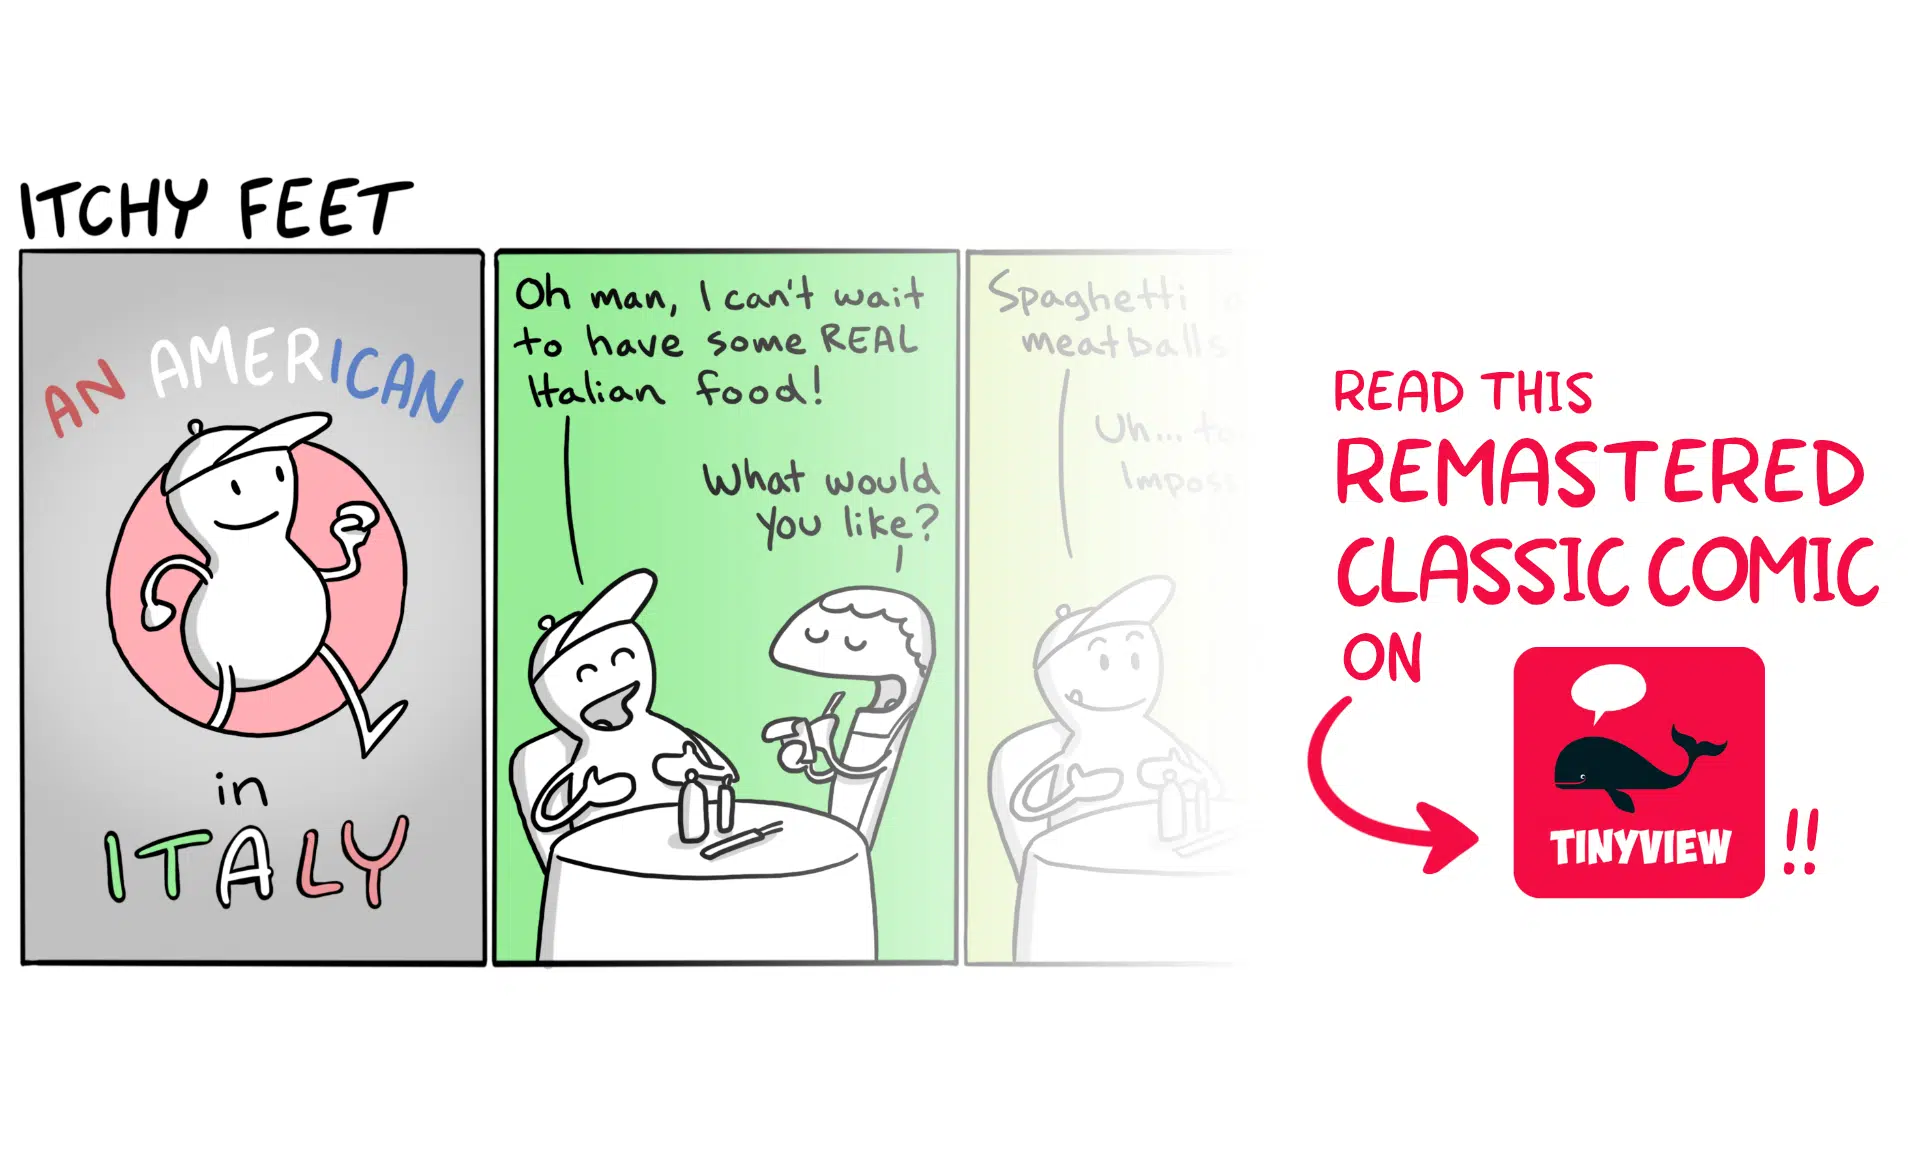 ITCHY FEET
AN AMERICAN
in
ITALY
Oh man, I can't wait
to have some REAL
Italian food!
What would
you like?
Spaghetti
meatballs
Uh...
READ THIS
REMASTERED
CLASSIC COMIC
ON
TINYVIEW
!!